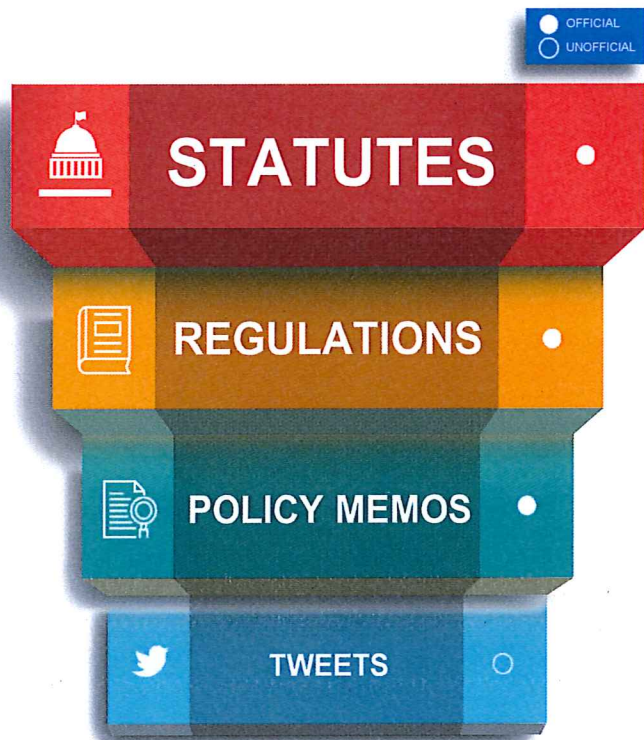 OFFICIAL
UNOFFICIAL
STATUTES
REGULATIONS
POLICY MEMOS
TWEETS